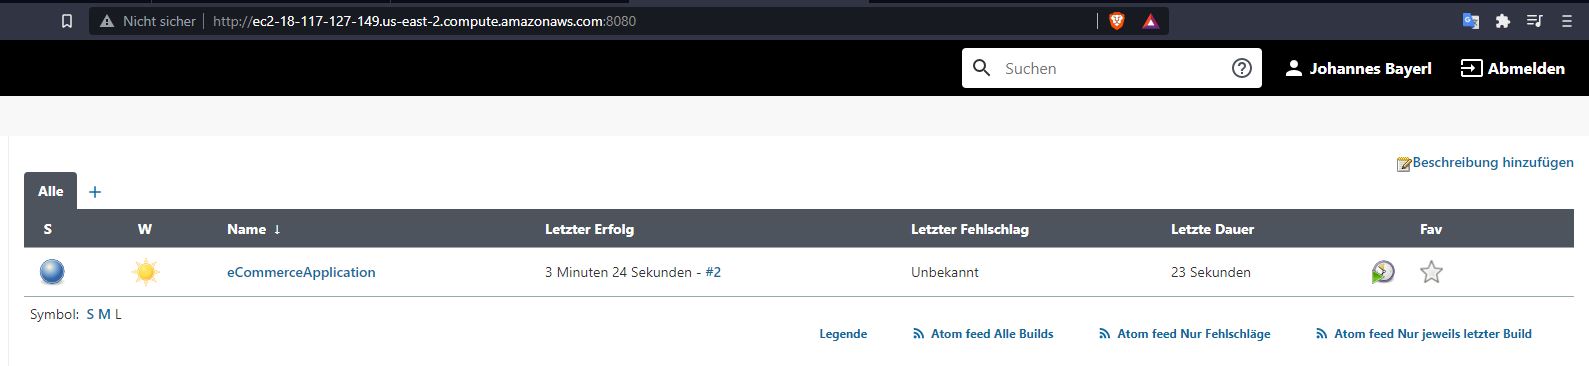 Nicht sicher http://ec2-18-117-127-149.us-east-2.compute.amazonaws.com:8080
Suchen Johannes Bayerl Abmelden
Beschreibung hinzufügen
Alle +
S W Name ↓ Letzter Erfolg Letzter Fehlschlag Letzte Dauer Fav
eCommerceApplication 3 Minuten 24 Sekunden - #2 Unbekannt 23 Sekunden
Symbol: S M L
Legende Atom feed Alle Builds Atom feed Nur Fehlschläge Atom feed Nur jeweils letzter Build